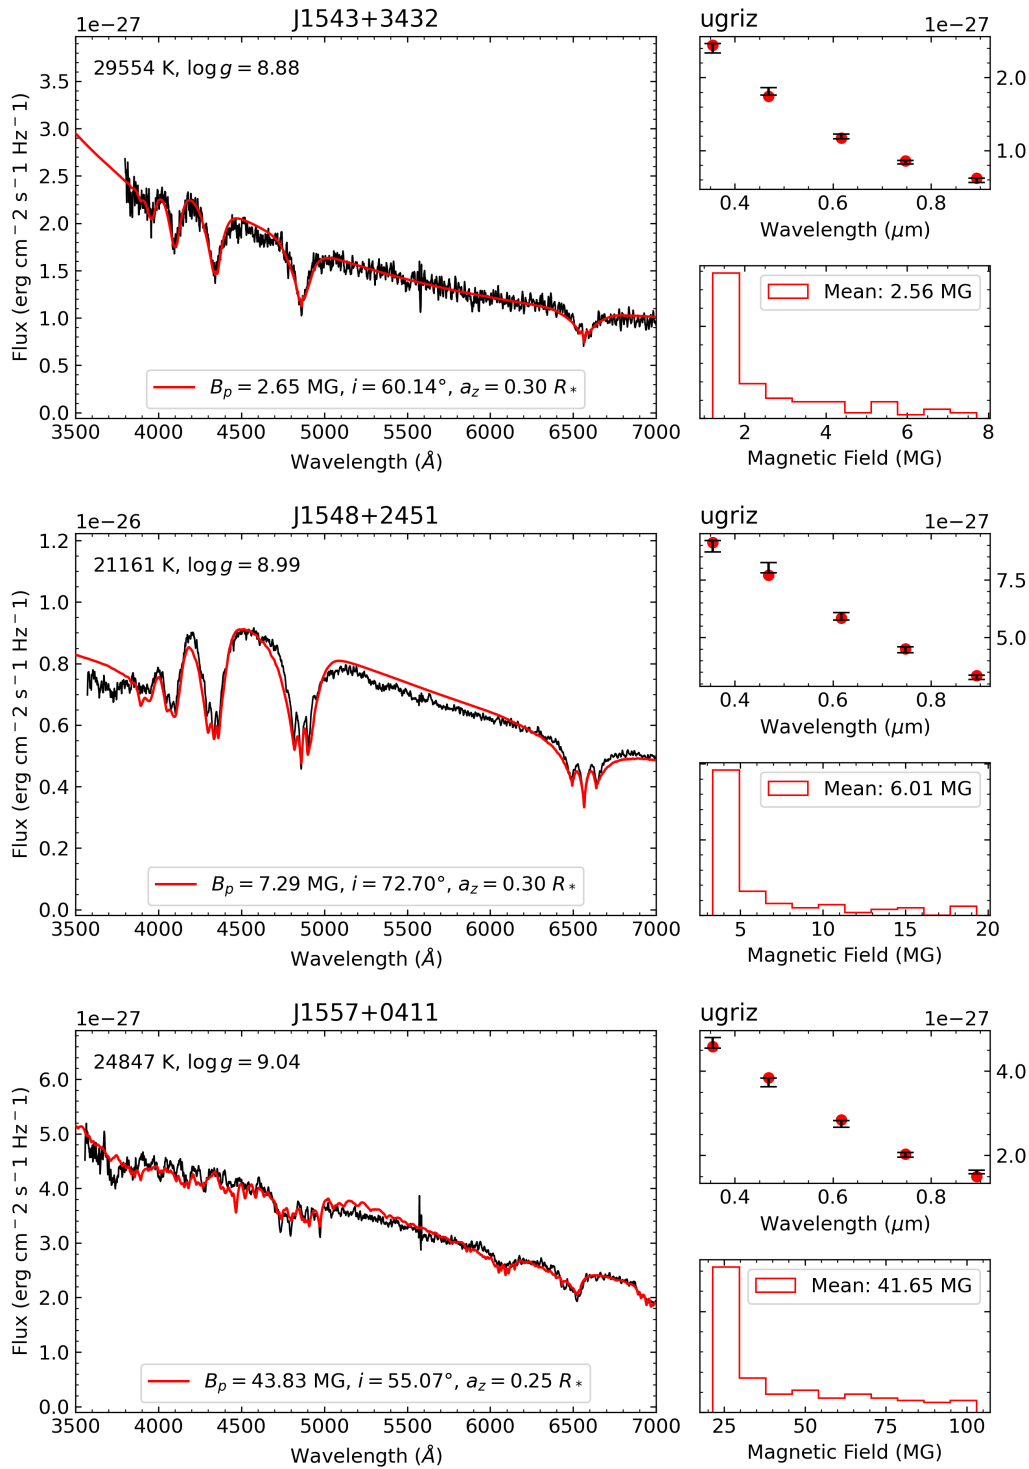 J1543+3432
1e−27
29554 K, log g = 8.88
Flux (erg cm−2 s−1 Hz−1)
3.5
3.0
2.5
2.0
1.5
1.0
0.5
0.0
B_p = 2.65 MG, i = 60.14°, a_z = 0.30 R_*
3500 4000 4500 5000 5500 6000 6500 7000
Wavelength (Å)
ugriz
1e−27
2.0
1.0
0.4 0.6 0.8
Wavelength (μm)
Mean: 2.56 MG
2 4 6 8
Magnetic Field (MG)
J1548+2451
1e−26
21161 K, log g = 8.99
Flux (erg cm−2 s−1 Hz−1)
1.2
1.0
0.8
0.6
0.4
0.2
0.0
B_p = 7.29 MG, i = 72.70°, a_z = 0.30 R_*
3500 4000 4500 5000 5500 6000 6500 7000
Wavelength (Å)
ugriz
1e−27
7.5
5.0
0.4 0.6 0.8
Wavelength (μm)
Mean: 6.01 MG
5 10 15 20
Magnetic Field (MG)
J1557+0411
1e−27
24847 K, log g = 9.04
Flux (erg cm−2 s−1 Hz−1)
6.0
5.0
4.0
3.0
2.0
1.0
0.0
B_p = 43.83 MG, i = 55.07°, a_z = 0.25 R_*
3500 4000 4500 5000 5500 6000 6500 7000
Wavelength (Å)
ugriz
1e−27
4.0
2.0
0.4 0.6 0.8
Wavelength (μm)
Mean: 41.65 MG
25 50 75 100
Magnetic Field (MG)